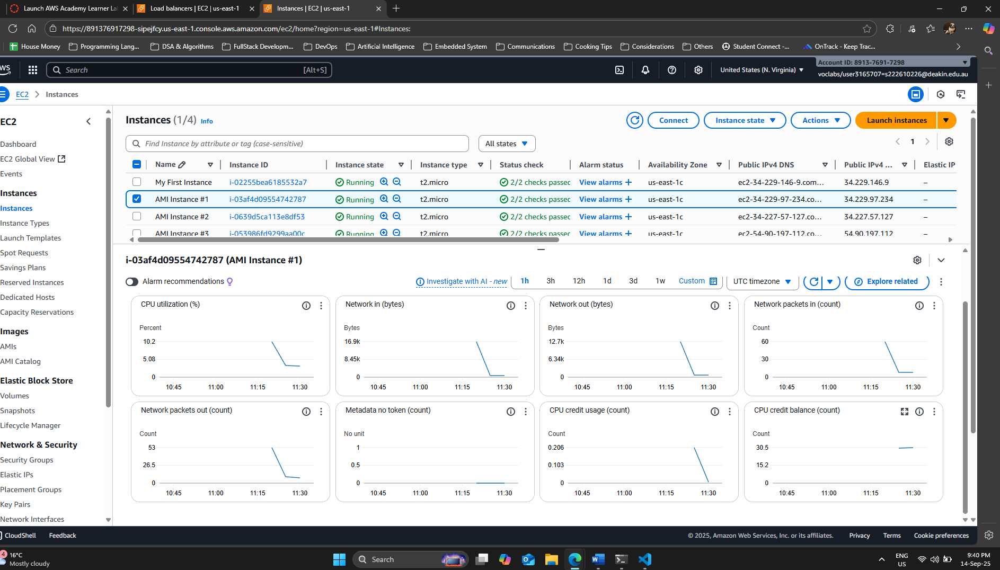 Launch AWS Academy Learner La
Load balancers | EC2 | us-east-1
Instances | EC2 | us-east-1
https://891376917298-sipejfcy.us-east-1.console.aws.amazon.com/ec2/home?region=us-east-1#Instances:
House Money
Programming Lang...
DSA & Algorithms
FullStack Developm...
DevOps
Artificial Intelligence
Embedded System
Communications
Cooking Tips
Considerations
Others
Student Connect -...
OnTrack - Keep Trac...
Search
[Alt+S]
United States (N. Virginia)
Account ID: 8913-7691-7298
voclabs/user3165707=s222610226@deakin.edu.au
EC2 Instances
EC2
Dashboard
EC2 Global View
Events
Instances
Instances
Instance Types
Launch Templates
Spot Requests
Savings Plans
Reserved Instances
Dedicated Hosts
Capacity Reservations
Images
AMIs
AMI Catalog
Elastic Block Store
Volumes
Snapshots
Lifecycle Manager
Network & Security
Security Groups
Elastic IPs
Placement Groups
Key Pairs
Network Interfaces
Instances (1/4) Info
Connect
Instance state
Actions
Launch instances
Find Instance by attribute or tag (case-sensitive)
All states
1
Name Instance ID Instance state Instance type Status check Alarm status Availability Zone Public IPv4 DNS Public IPv4 ... Elastic IP
My First Instance i-02255bea6185532a7 Running t2.micro 2/2 checks passec View alarms + us-east-1c ec2-34-229-146-9.com... 34.229.146.9 –
AMI Instance #1 i-03af4d09554742787 Running t2.micro 2/2 checks passec View alarms + us-east-1c ec2-34-229-97-234.co... 34.229.97.234 –
AMI Instance #2 i-0639d5ca113e8df53 Running t2.micro 2/2 checks passec View alarms + us-east-1c ec2-34-227-57-127.co... 34.227.57.127 –
AMI Instance #3 i-053986fd9299aa00c Running t2.micro 2/2 checks passec View alarms + us-east-1c ec2-54-90-197-112.co... 54.90.197.112 –
i-03af4d09554742787 (AMI Instance #1)
Alarm recommendations
Investigate with AI - new
1h 3h 12h 1d 3d 1w Custom
UTC timezone
Explore related
CPU utilization (%)
Percent
10.2
5.08
0
10:45 11:00 11:15 11:30
Network in (bytes)
Bytes
16.9k
8.45k
0
10:45 11:00 11:15 11:30
Network out (bytes)
Bytes
12.7k
6.34k
0
10:45 11:00 11:15 11:30
Network packets in (count)
Count
60
30
0
10:45 11:00 11:15 11:30
Network packets out (count)
Count
53
26.5
0
10:45 11:00 11:15 11:30
Metadata no token (count)
No unit
1
0.5
0
10:45 11:00 11:15 11:30
CPU credit usage (count)
Count
0.206
0.103
0
10:45 11:00 11:15 11:30
CPU credit balance (count)
Count
30.5
15.2
0
10:45 11:00 11:15 11:30
CloudShell
Feedback
© 2025, Amazon Web Services, Inc. or its affiliates.
Privacy
Terms
Cookie preferences
4
16°C
Mostly cloudy
Search
ENG
US
9:40 PM
14-Sep-25